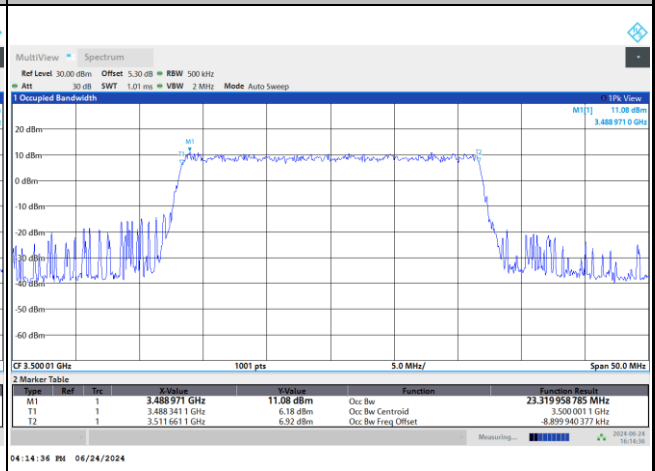 MultiView Spectrum
Ref Level 30.00 dBm Offset 5.30 dB RBW 500 kHz
Att 30 dB SWT 1.01 ms VBW 2 MHz Mode Auto Sweep
1 Occupied Bandwidth 1Pk View
M1[1] 11.08 dBm
3.488 971 0 GHz
20 dBm
M1
T1
T2
10 dBm
0 dBm
-10 dBm
-20 dBm
-30 dBm
-40 dBm
-50 dBm
-60 dBm
CF 3.500 01 GHz 1001 pts 5.0 MHz/ Span 50.0 MHz
2 Marker Table
Type Ref Trc X-Value Y-Value Function Function Result
M1 1 3.488 971 GHz 11.08 dBm Occ Bw 23.319 958 785 MHz
T1 1 3.488 341 1 GHz 6.18 dBm Occ Bw Centroid 3.500 001 1 GHz
T2 1 3.511 661 1 GHz 6.92 dBm Occ Bw Freq Offset -8.899 940 377 kHz
Measuring... 2024-06-24
16:14:36
04:14:36 PM 06/24/2024